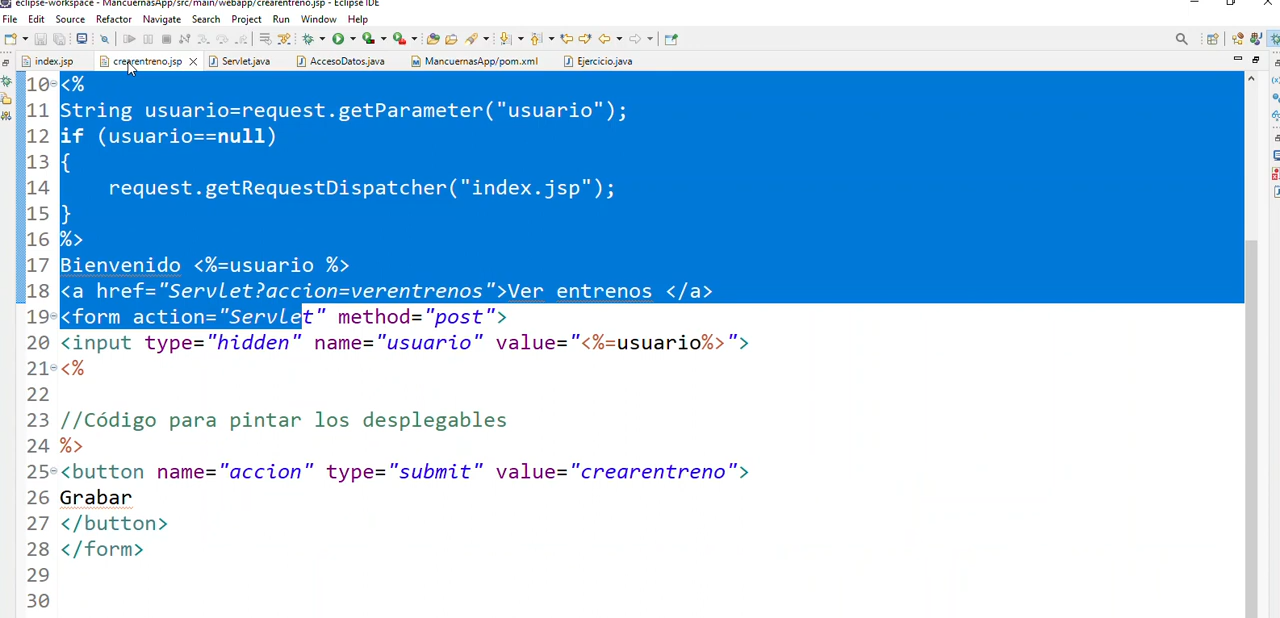 eclipse-workspace - MancuernasApp/src/main/webapp/crearentreno.jsp - Eclipse IDE
File Edit Source Refactor Navigate Search Project Run Window Help
index.jsp crearentreno.jsp Servlet.java AccesoDatos.java MancuernasApp/pom.xml Ejercicio.java
10 <%
11 String usuario=request.getParameter("usuario");
12 if (usuario==null)
13 {
14 request.getRequestDispatcher("index.jsp");
15 }
16 %>
17 Bienvenido <%=usuario %>
18 <a href="Servlet?accion=verentrenos">Ver entrenos </a>
19 <form action="Servlet" method="post">
20 <input type="hidden" name="usuario" value="<%=usuario%>">
21 <%
22
23 //Código para pintar los desplegables
24 %>
25 <button name="accion" type="submit" value="crearentreno">
26 Grabar
27 </button>
28 </form>
29
30